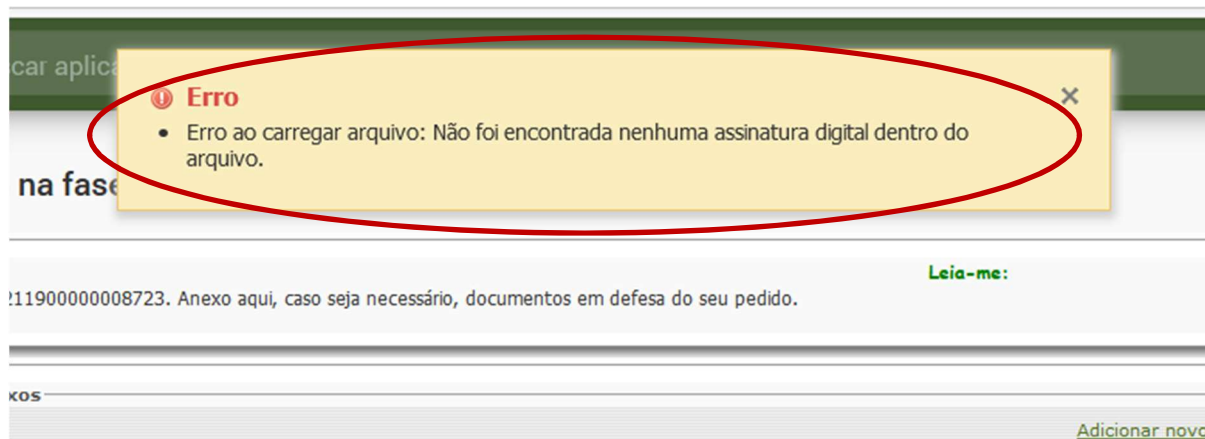 car aplica
Erro
Erro ao carregar arquivo: Não foi encontrada nenhuma assinatura digital dentro do
arquivo.
na fase
Leia-me:
211900000008723. Anexo aqui, caso seja necessário, documentos em defesa do seu pedido.
xos
Adicionar novo